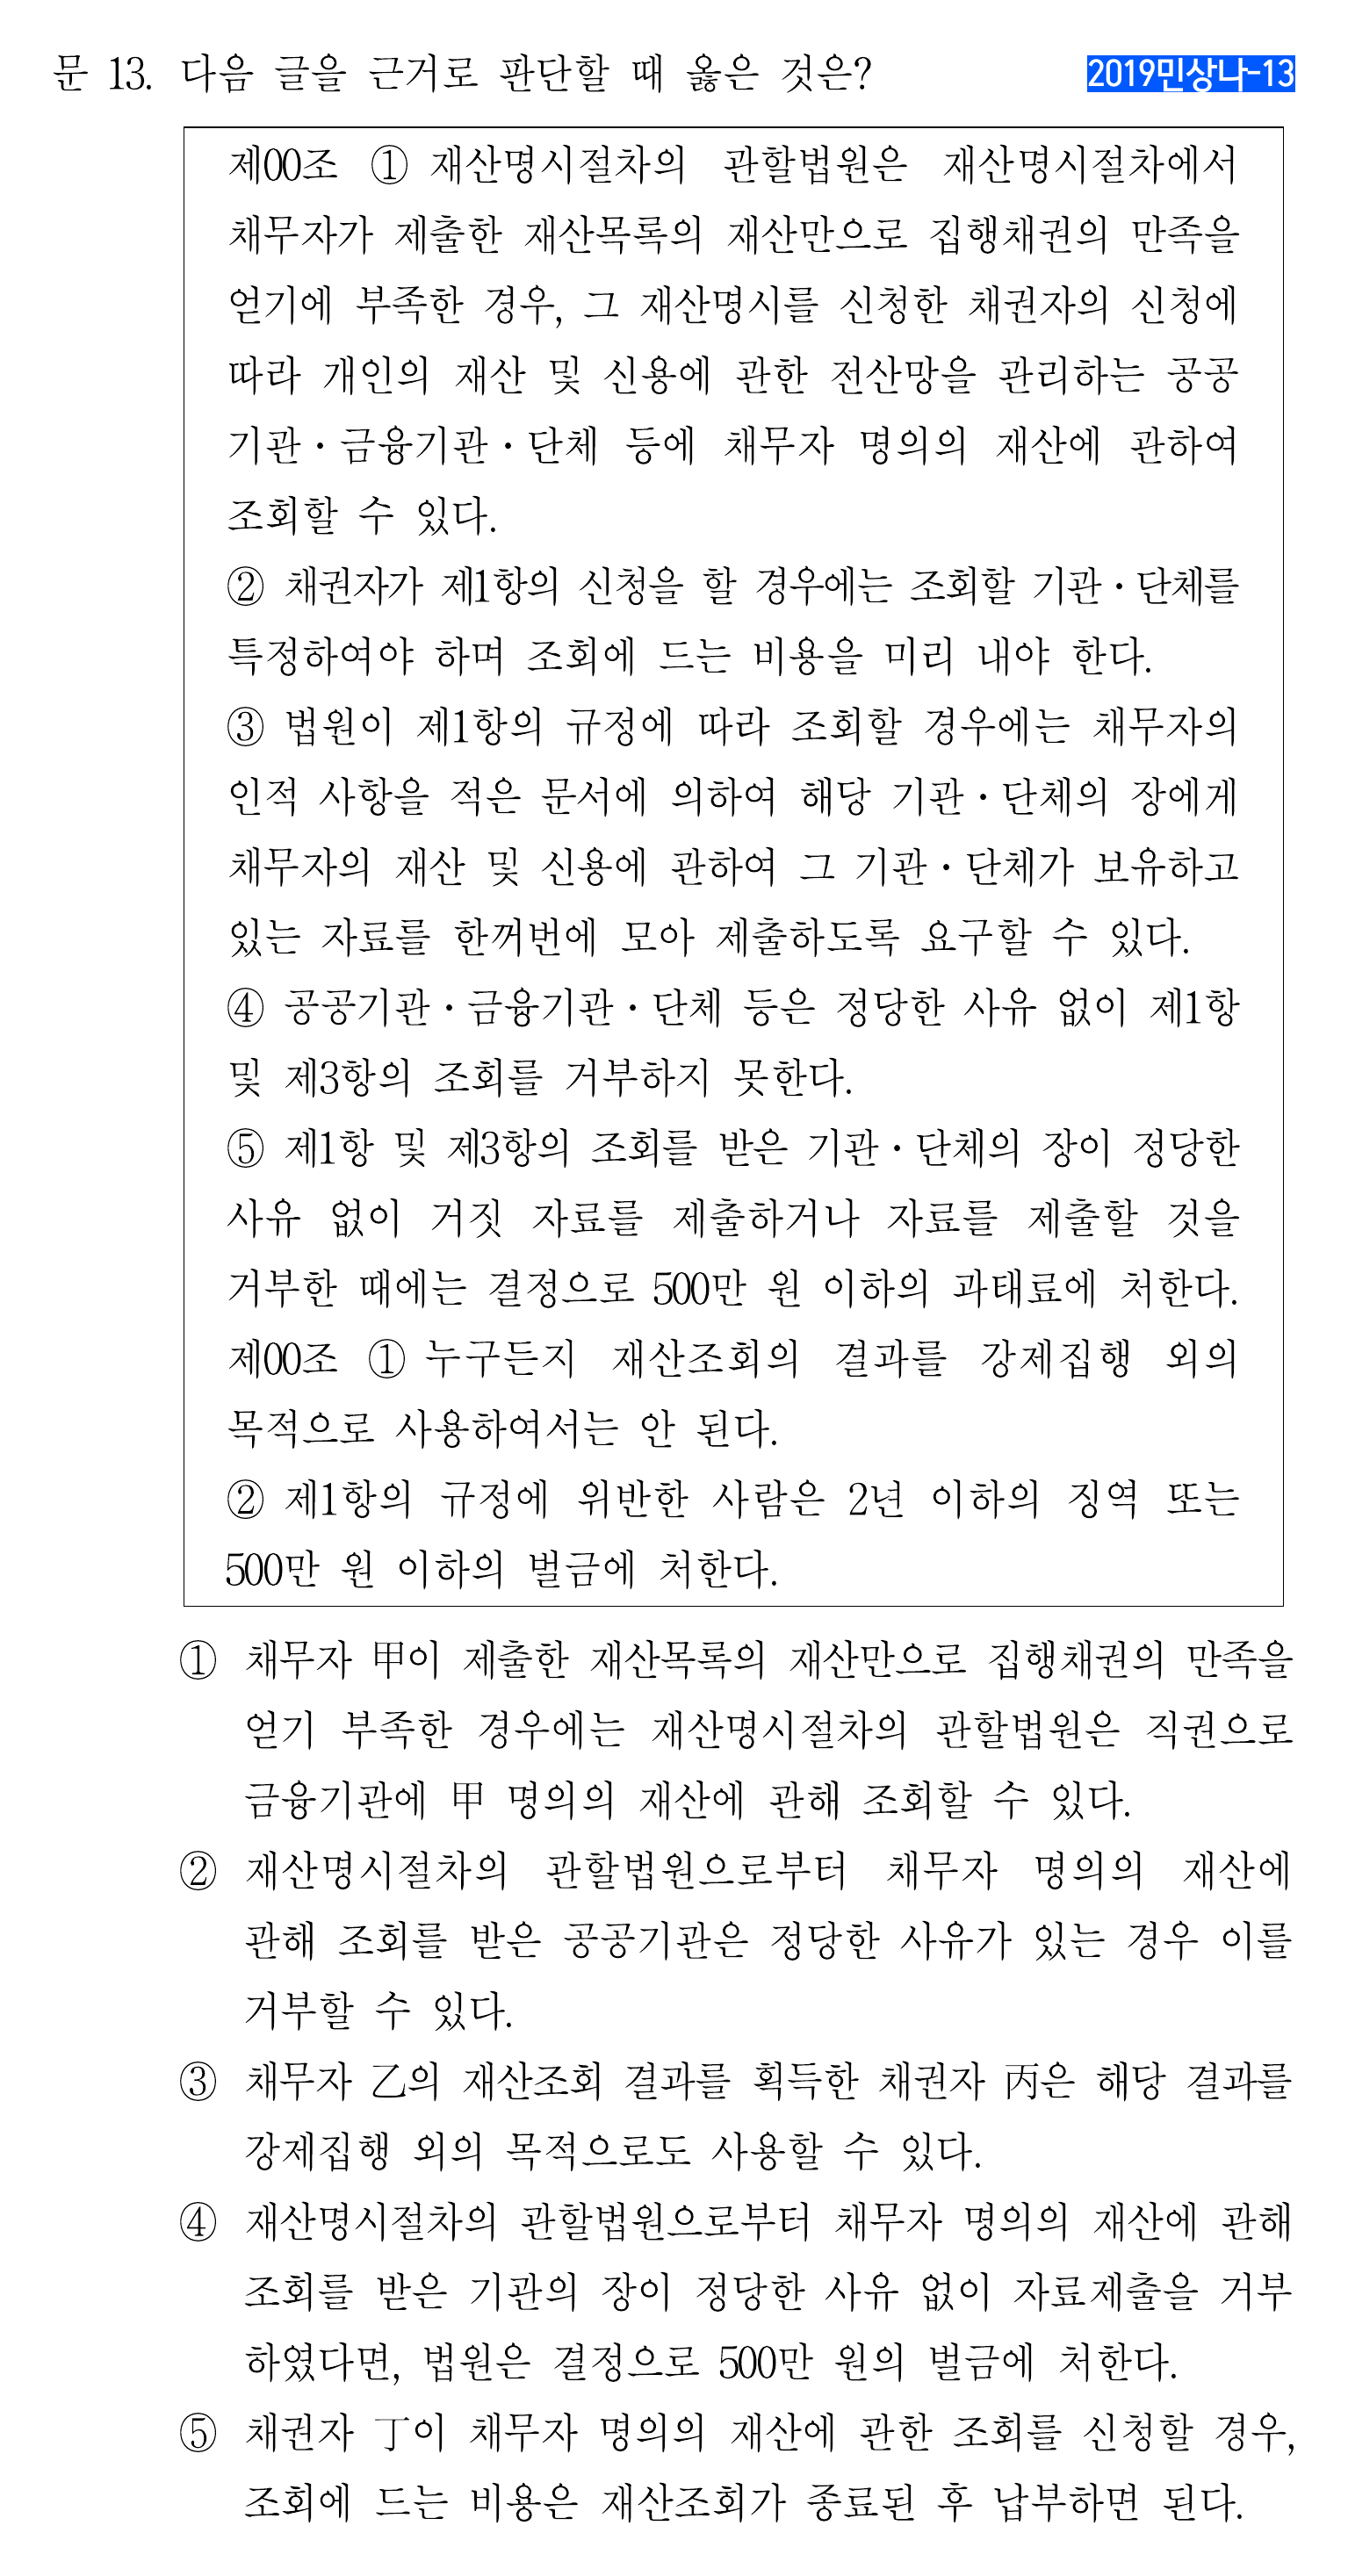 문 13. 다음 글을 근거로 판단할 때 옳은 것은?
2019민상나-13
제00조 ① 재산명시절차의 관할법원은 재산명시절차에서
채무자가 제출한 재산목록의 재산만으로 집행채권의 만족을
얻기에 부족한 경우, 그 재산명시를 신청한 채권자의 신청에
따라 개인의 재산 및 신용에 관한 전산망을 관리하는 공공
기관·금융기관·단체 등에 채무자 명의의 재산에 관하여
조회할 수 있다.
② 채권자가 제1항의 신청을 할 경우에는 조회할 기관·단체를
특정하여야 하며 조회에 드는 비용을 미리 내야 한다.
③ 법원이 제1항의 규정에 따라 조회할 경우에는 채무자의
인적 사항을 적은 문서에 의하여 해당 기관·단체의 장에게
채무자의 재산 및 신용에 관하여 그 기관·단체가 보유하고
있는 자료를 한꺼번에 모아 제출하도록 요구할 수 있다.
④ 공공기관·금융기관·단체 등은 정당한 사유 없이 제1항
및 제3항의 조회를 거부하지 못한다.
⑤ 제1항 및 제3항의 조회를 받은 기관·단체의 장이 정당한
사유 없이 거짓 자료를 제출하거나 자료를 제출할 것을
거부한 때에는 결정으로 500만 원 이하의 과태료에 처한다.
제00조 ① 누구든지 재산조회의 결과를 강제집행 외의
목적으로 사용하여서는 안 된다.
② 제1항의 규정에 위반한 사람은 2년 이하의 징역 또는
500만 원 이하의 벌금에 처한다.
① 채무자 甲이 제출한 재산목록의 재산만으로 집행채권의 만족을
얻기 부족한 경우에는 재산명시절차의 관할법원은 직권으로
금융기관에 甲 명의의 재산에 관해 조회할 수 있다.
② 재산명시절차의 관할법원으로부터 채무자 명의의 재산에
관해 조회를 받은 공공기관은 정당한 사유가 있는 경우 이를
거부할 수 있다.
③ 채무자 乙의 재산조회 결과를 획득한 채권자 丙은 해당 결과를
강제집행 외의 목적으로도 사용할 수 있다.
④ 재산명시절차의 관할법원으로부터 채무자 명의의 재산에 관해
조회를 받은 기관의 장이 정당한 사유 없이 자료제출을 거부
하였다면, 법원은 결정으로 500만 원의 벌금에 처한다.
⑤ 채권자 丁이 채무자 명의의 재산에 관한 조회를 신청할 경우,
조회에 드는 비용은 재산조회가 종료된 후 납부하면 된다.